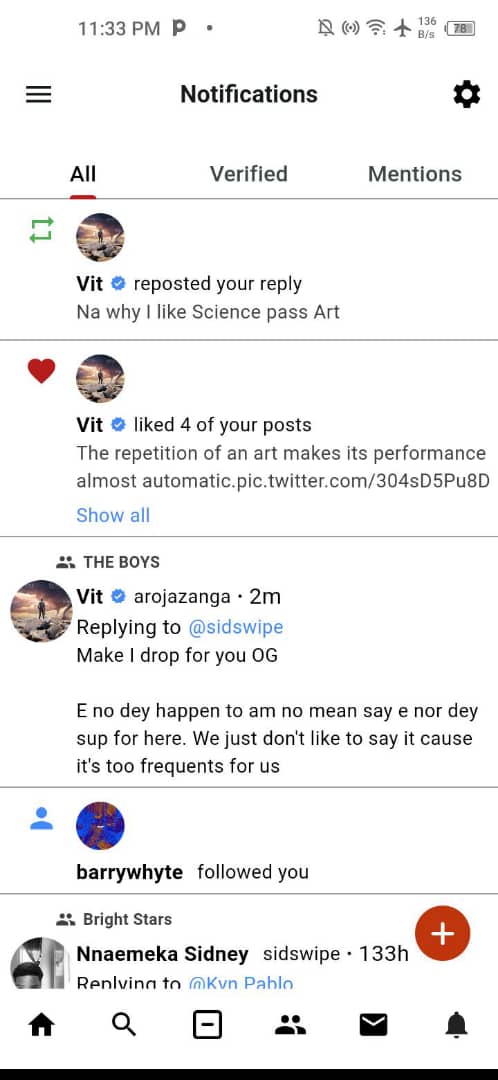 11:33 PM P
136
B/s
78
Notifications
All Verified Mentions
Vit reposted your reply
Na why I like Science pass Art
Vit liked 4 of your posts
The repetition of an art makes its performance
almost automatic.pic.twitter.com/304sD5Pu8D
Show all
THE BOYS
Vit arojazanga · 2m
Replying to @sidswipe
Make I drop for you OG
E no dey happen to am no mean say e nor dey
sup for here. We just don't like to say it cause
it's too frequents for us
barrywhyte followed you
Bright Stars
Nnaemeka Sidney sidswipe · 133h
Replying to @Kyn Pablo